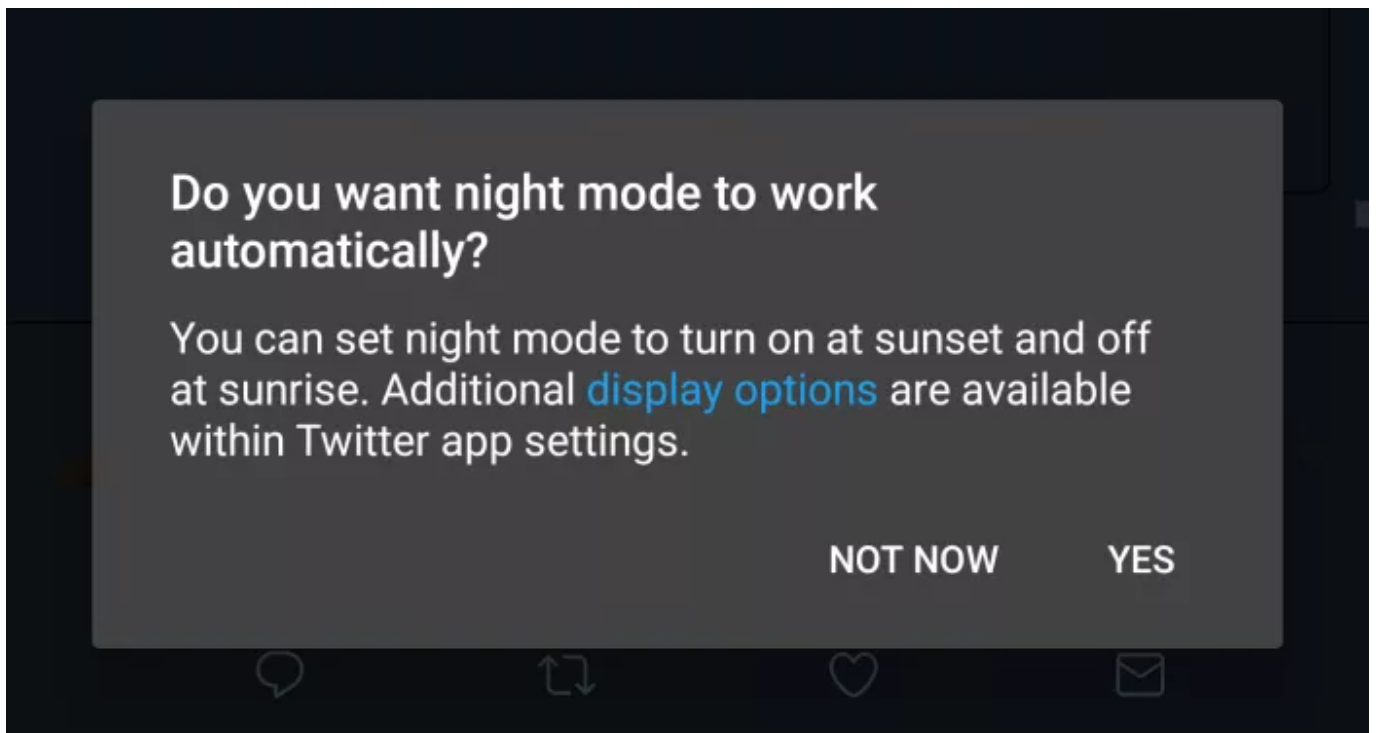 Do you want night mode to work
automatically?
You can set night mode to turn on at sunset and off
at sunrise. Additional display options are available
within Twitter app settings.
NOT NOW YES